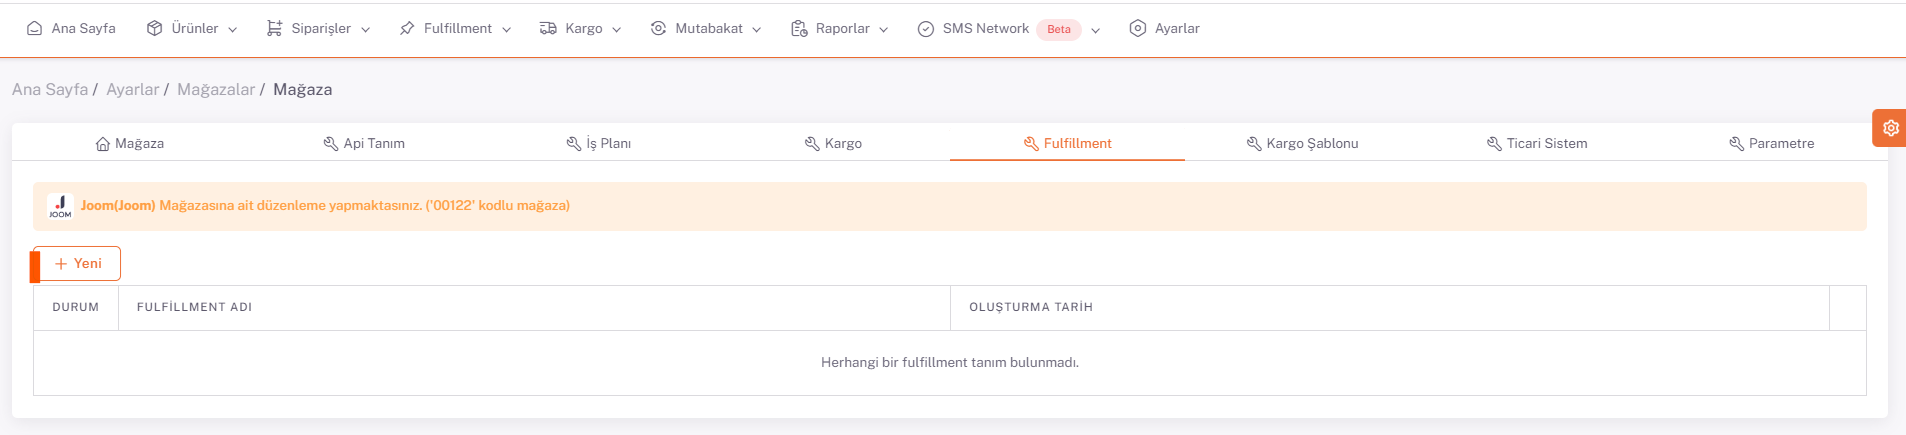 Ana Sayfa Ürünler Siparişler Fulfillment Kargo Mutabakat Raporlar SMS Network Beta Ayarlar
Ana Sayfa / Ayarlar / Mağazalar / Mağaza
Mağaza Api Tanım İş Planı Kargo Fulfillment Kargo Şablonu Ticari Sistem Parametre
JOOM Joom(Joom) Mağazasına ait düzenleme yapmaktasınız. ('00122' kodlu mağaza)
+ Yeni
DURUM FULFİLLMENT ADI OLUŞTURMA TARİH
Herhangi bir fulfillment tanım bulunmadı.